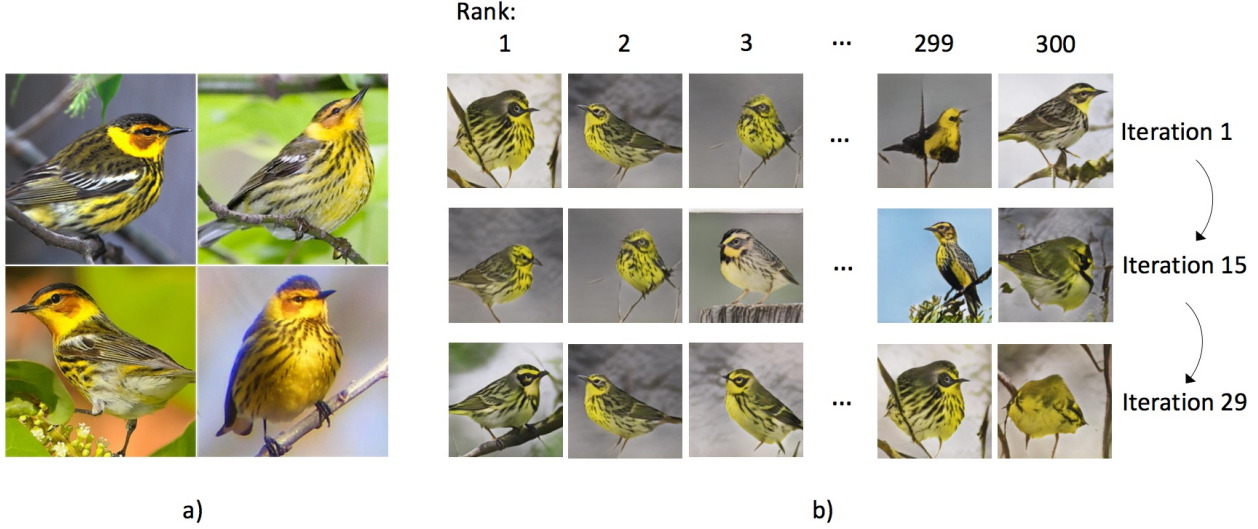 Rank:
1 2 3 ... 299 300
... Iteration 1
... Iteration 15
... Iteration 29
a) b)